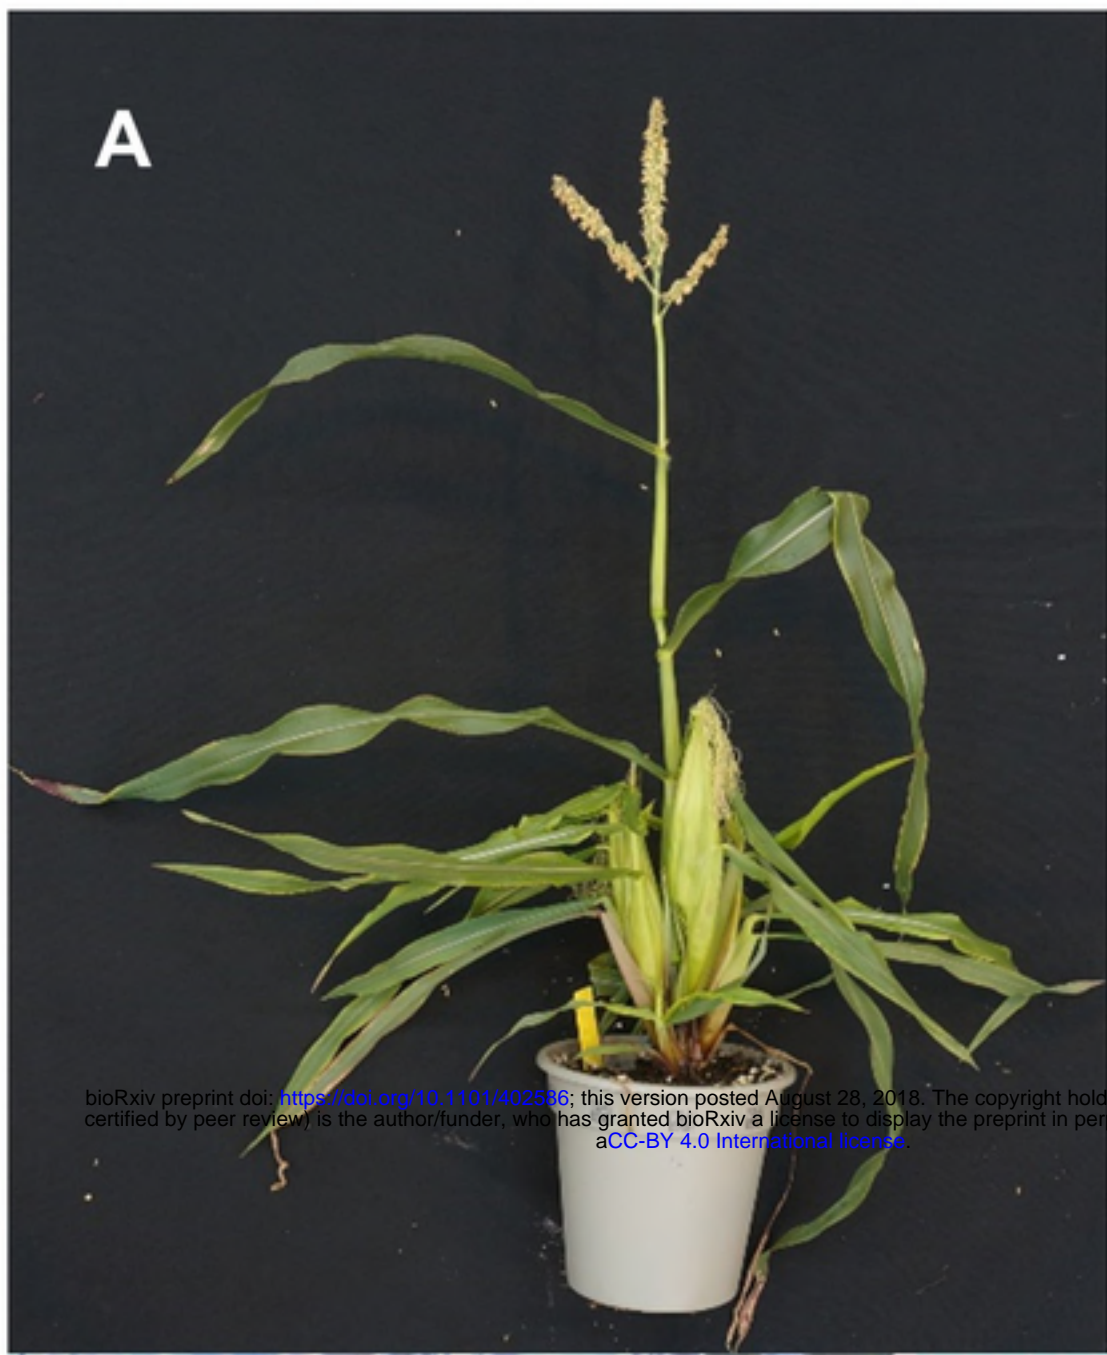 A
bioRxiv preprint doi: https://doi.org/10.1101/402586; this version posted August 28, 2018. The copyright hold
certified by peer review) is the author/funder, who has granted bioRxiv a license to display the preprint in per
aCC-BY 4.0 International license.